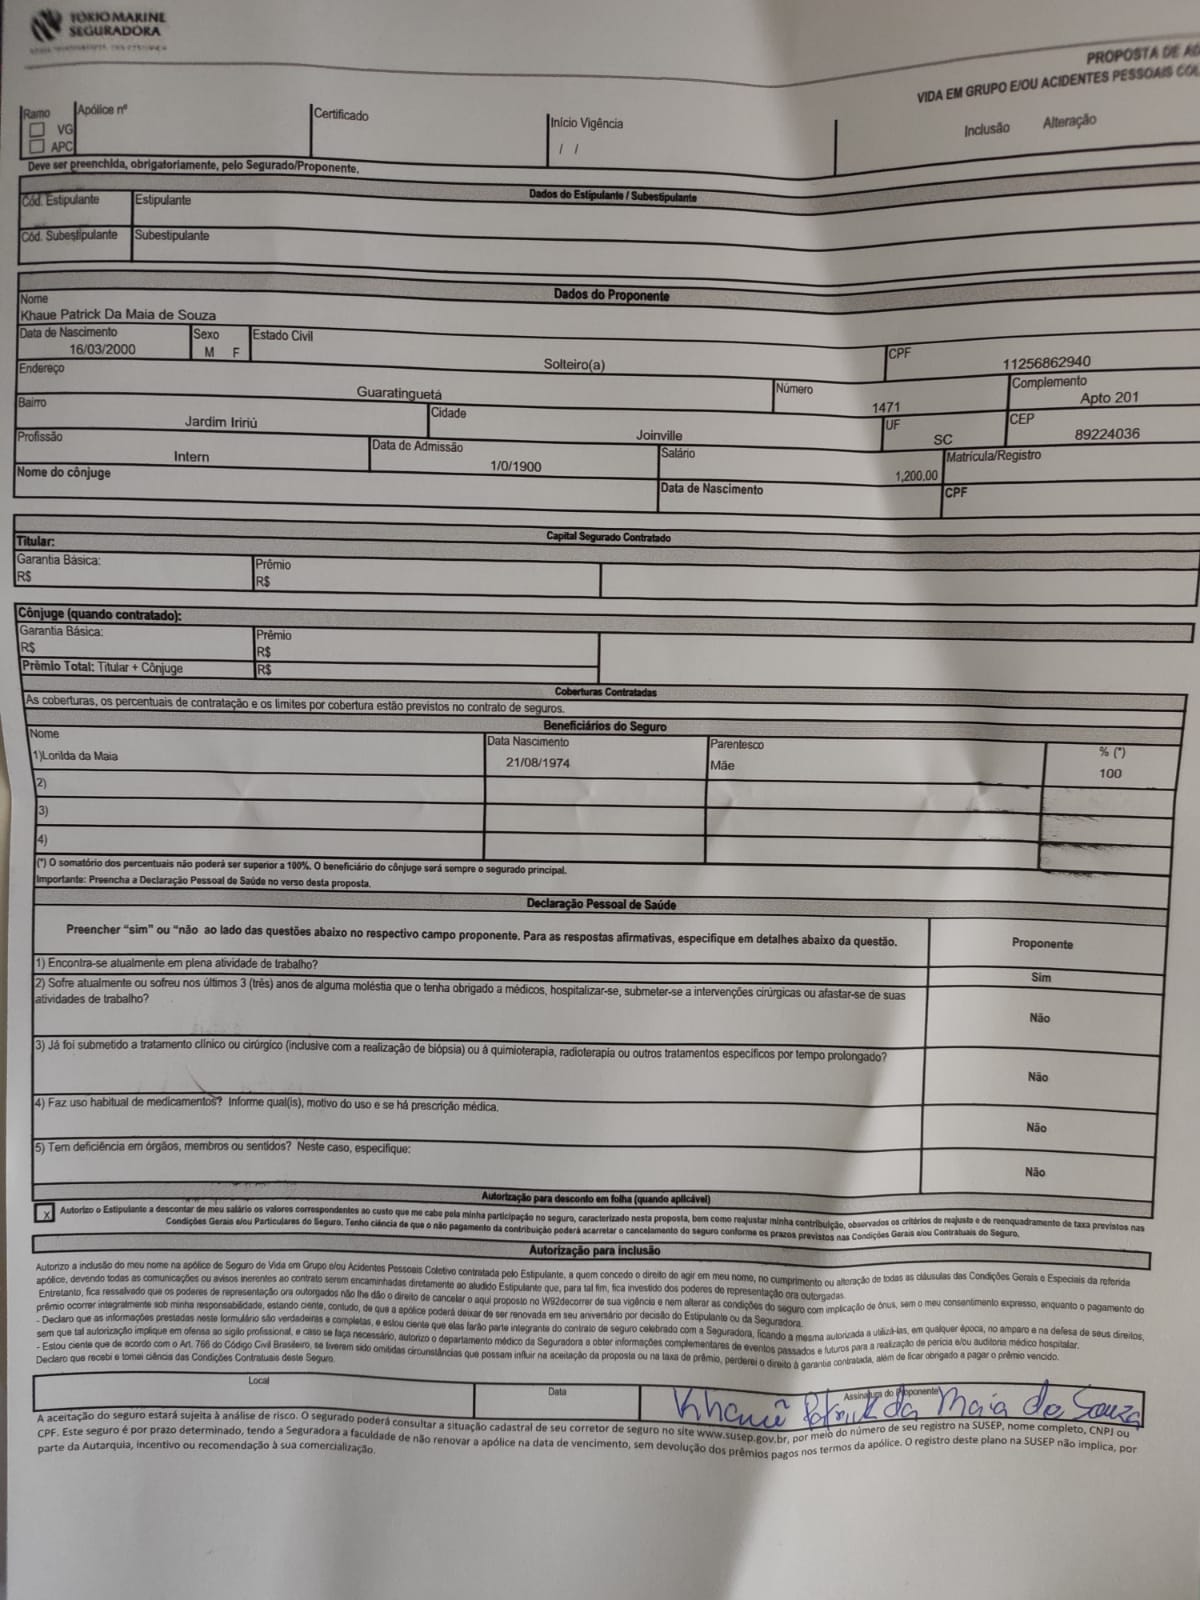 TOKIO MARINE
SEGURADORA
PROPOSTA DE
VIDA EM GRUPO E/OU ACIDENTES PESSOAIS
Ramo
VG
APC
Apólice nº
Certificado
Início Vigência
/ /
Inclusão Alteração
Deve ser preenchida, obrigatoriamente, pelo Segurado/Proponente.
Dados do Estipulante / Subestipulante
Cód. Estipulante Estipulante
Cód. Subestipulante Subestipulante
Dados do Proponente
Nome
Khaue Patrick Da Maia de Souza
Data de Nascimento Sexo Estado Civil CPF
16/03/2000 M F Solteiro(a) 11256862940
Endereço Número Complemento
Guaratinguetá 1471 Apto 201
Bairro Cidade UF CEP
Jardim Iririú Joinville SC 89224036
Profissão Data de Admissão Salário Matrícula/Registro
Intern 1/0/1900 1,200.00
Nome do cônjuge Data de Nascimento CPF
Capital Segurado Contratado
Titular:
Garantia Básica: Prêmio
R$ R$
Cônjuge (quando contratado):
Garantia Básica: Prêmio
R$ R$
Prêmio Total: Titular + Cônjuge R$
Coberturas Contratadas
As coberturas, os percentuais de contratação e os limites por cobertura estão previstos no contrato de seguros.
Beneficiários do Seguro
Nome Data Nascimento Parentesco % (*)
1)Lorilda da Maia 21/08/1974 Mãe 100
2)
3)
4)
(*) O somatório dos percentuais não poderá ser superior a 100%. O beneficiário do cônjuge será sempre o segurado principal.
Importante: Preencha a Declaração Pessoal de Saúde no verso desta proposta.
Declaração Pessoal de Saúde
Preencher "sim" ou "não ao lado das questões abaixo no respectivo campo proponente. Para as respostas afirmativas, especifique em detalhes abaixo da questão. Proponente
1) Encontra-se atualmente em plena atividade de trabalho? Sim
2) Sofre atualmente ou sofreu nos últimos 3 (três) anos de alguma moléstia que o tenha obrigado a médicos, hospitalizar-se, submeter-se a intervenções cirúrgicas ou afastar-se de suas
atividades de trabalho? Não
3) Já foi submetido a tratamento clínico ou cirúrgico (inclusive com a realização de biópsia) ou à quimioterapia, radioterapia ou outros tratamentos específicos por tempo prolongado?
Não
4) Faz uso habitual de medicamentos? Informe qual(is), motivo do uso e se há prescrição médica.
Não
5) Tem deficiência em órgãos, membros ou sentidos? Neste caso, especifique:
Não
Autorização para desconto em folha (quando aplicável)
x Autorizo o Estipulante a descontar de meu salário os valores correspondentes ao custo que me cabe pela minha participação no seguro, caracterizado nesta proposta, bem como reajustar minha contribuição, observados os critérios de reajuste e de reenquadramento de taxa previstos nas
Condições Gerais e/ou Particulares do Seguro. Tenho ciência de que o não pagamento da contribuição poderá acarretar o cancelamento do seguro conforme os prazos previstos nas Condições Gerais e/ou Contratuais do Seguro.
Autorização para inclusão
Autorizo a inclusão do meu nome na apólice de Seguro de Vida em Grupo e/ou Acidentes Pessoais Coletivo contratada pelo Estipulante, a quem concedo o direito de agir em meu nome, no cumprimento ou alteração de todas as cláusulas das Condições Gerais e Especiais da referida
apólice, devendo todas as comunicações ou avisos inerentes ao contrato serem encaminhadas diretamente ao aludido Estipulante que, para tal fim, fica investido dos poderes de representação ora outorgados.
Entretanto, fica ressalvado que os poderes de representação ora outorgados não lhe dão o direito de cancelar o aqui proposto no W92decorrer de sua vigência e nem alterar as condições do seguro com implicação de ônus, sem o meu consentimento expresso, enquanto o pagamento do
prêmio ocorrer integralmente sob minha responsabilidade, estando ciente, contudo, de que a apólice poderá deixar de ser renovada em seu aniversário por decisão do Estipulante ou da Seguradora.
- Declaro que as informações prestadas neste formulário são verdadeiras e completas, e estou ciente que elas farão parte integrante do contrato de seguro celebrado com a Seguradora, ficando a mesma autorizada a utilizá-las, em qualquer época, no amparo e na defesa de seus direitos,
sem que tal autorização implique em ofensa ao sigilo profissional, e caso se faça necessário, autorizo o departamento médico da Seguradora a obter informações complementares de eventos passados e futuros para a realização de perícia e/ou auditoria médico hospitalar.
- Estou ciente que de acordo com o Art. 766 do Código Civil Brasileiro, se tiverem sido omitidas circunstâncias que possam influir na aceitação da proposta ou na taxa de prêmio, perderei o direito à garantia contratada, além de ficar obrigado a pagar o prêmio vencido.
Declaro que recebi e tomei ciência das Condições Contratuais deste Seguro.
Local Data Assinatura do Proponente
Khauê Patrick da Maia de Souza
A aceitação do seguro estará sujeita à análise de risco. O segurado poderá consultar a situação cadastral de seu corretor de seguro no site www.susep.gov.br, por meio do número de seu registro na SUSEP, nome completo, CNPJ ou
CPF. Este seguro é por prazo determinado, tendo a Seguradora a faculdade de não renovar a apólice na data de vencimento, sem devolução dos prêmios pagos nos termos da apólice. O registro deste plano na SUSEP não implica, por
parte da Autarquia, incentivo ou recomendação à sua comercialização.